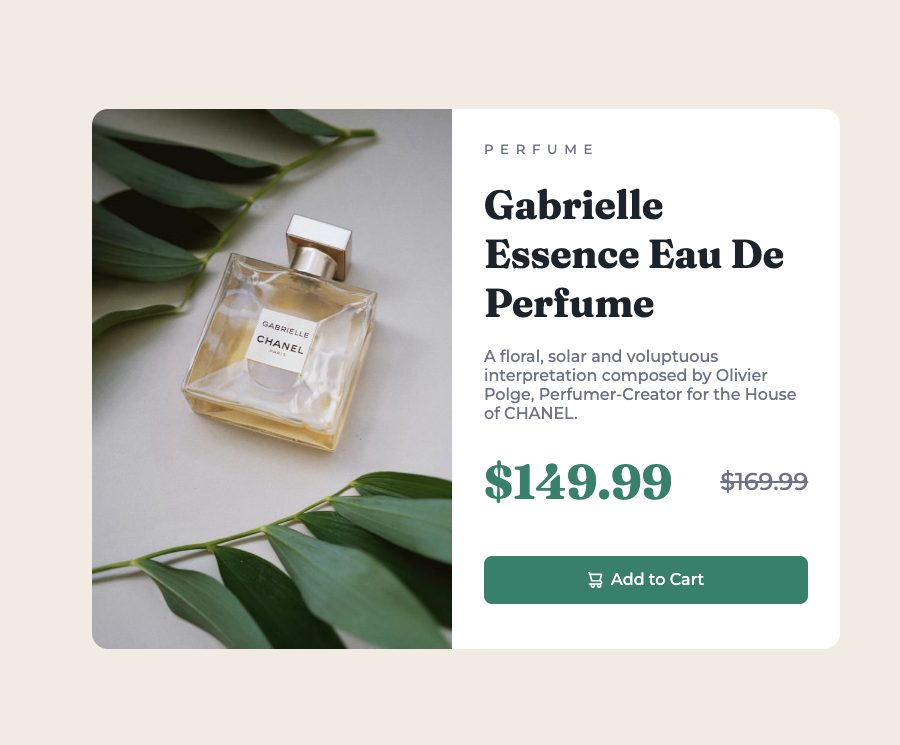 GABRIELLE
CHANEL
PARIS
PERFUME
Gabrielle
Essence Eau De
Perfume
A floral, solar and voluptuous
interpretation composed by Olivier
Polge, Perfumer-Creator for the House
of CHANEL.
$149.99 $169.99
Add to Cart